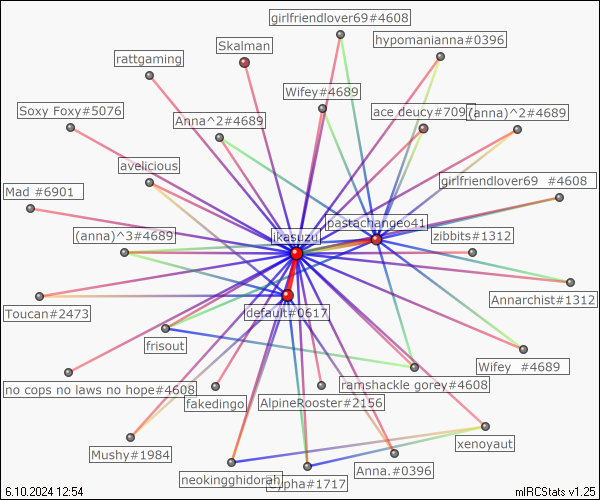 girlfriendlover69#4608
hypomanianna#0396
Skalman
rattgaming
Wifey#4689
Soxy Foxy#5076
ace deucy#709
(anna)^2#4689
Anna^2#4689
avelicious
girlfriendlover69 #4608
Mad #6901
pastachange041
(anna)^3#4689
ikasuzu
zibbits#1312
Annarchist#1312
Toucan#2473
default#0617
frisout
Wifey #4689
no cops no laws no hope#4608
ramshackle gorey#4608
fakedingo
AlpineRooster#2156
xenoyaut
Mushy#1984
Anna.#0396
neokingghidorah
#1717
6.10.2024 12:54
mIRCStats v1.25